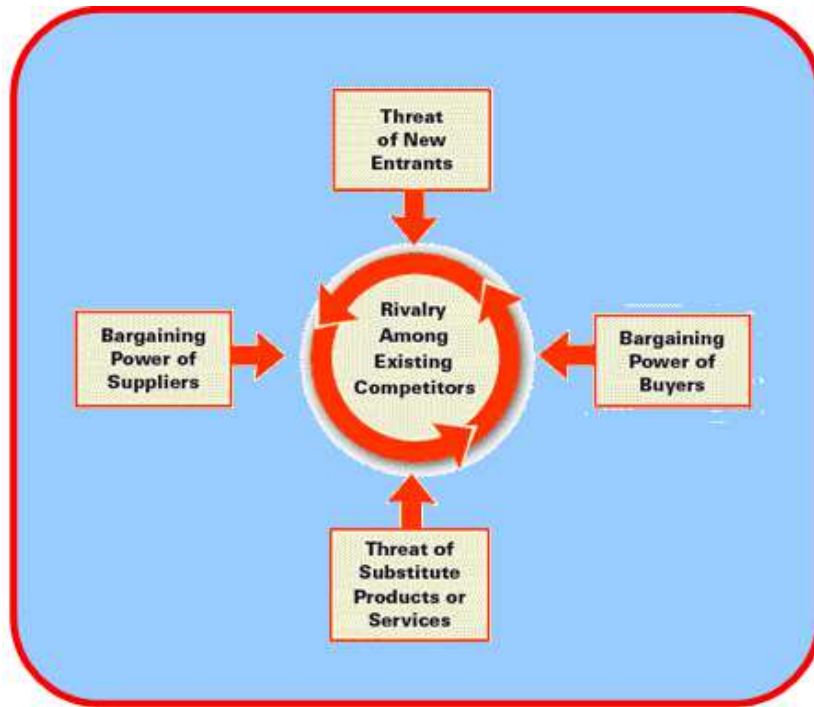 Threat
of New
Entrants
Bargaining
Power of
Suppliers
Rivalry
Among
Existing
Competitors
Bargaining
Power of
Buyers
Threat of
Substitute
Products or
Services